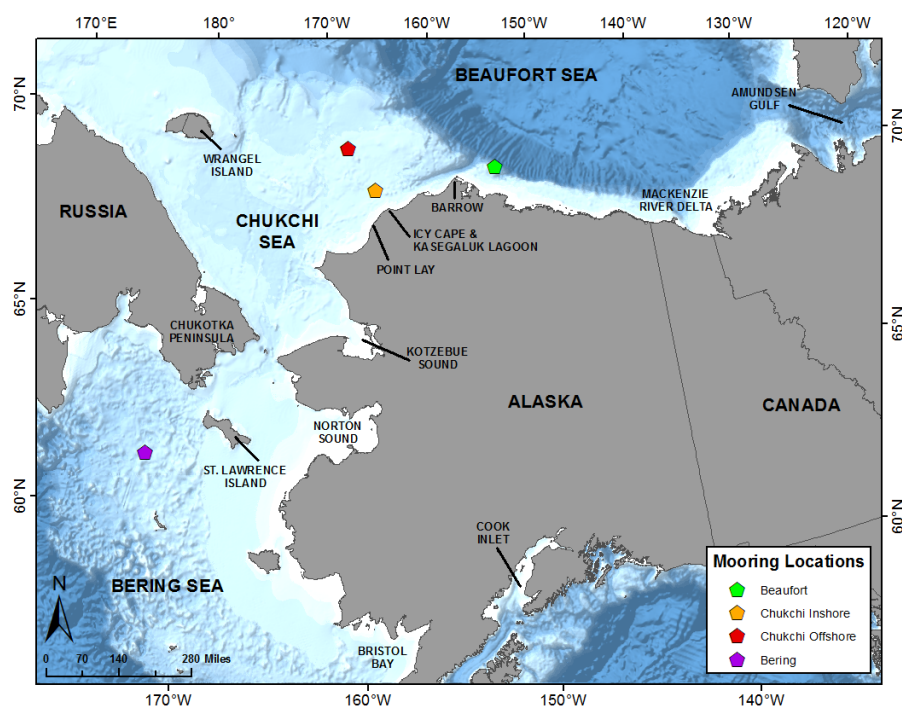 170°E
180°
170°W
160°W
150°W
140°W
130°W
120°W
BEAUFORT SEA
AMUNDSEN
GULF
70°N
70°N
WRANGEL
ISLAND
RUSSIA
MACKENZIE
RIVER DELTA
BARROW
CHUKCHI
SEA
ICY CAPE &
KASEGALUK LAGOON
POINT LAY
65°N
65°N
CHUKOTKA
PENINSULA
KOTZEBUE
SOUND
ALASKA
CANADA
NORTON
SOUND
ST. LAWRENCE
ISLAND
60°N
60°N
COOK
INLET
BERING SEA
N
BRISTOL
BAY
0 70 140 280 Miles
Mooring Locations
Beaufort
Chukchi Inshore
Chukchi Offshore
Bering
170°W
160°W
150°W
140°W